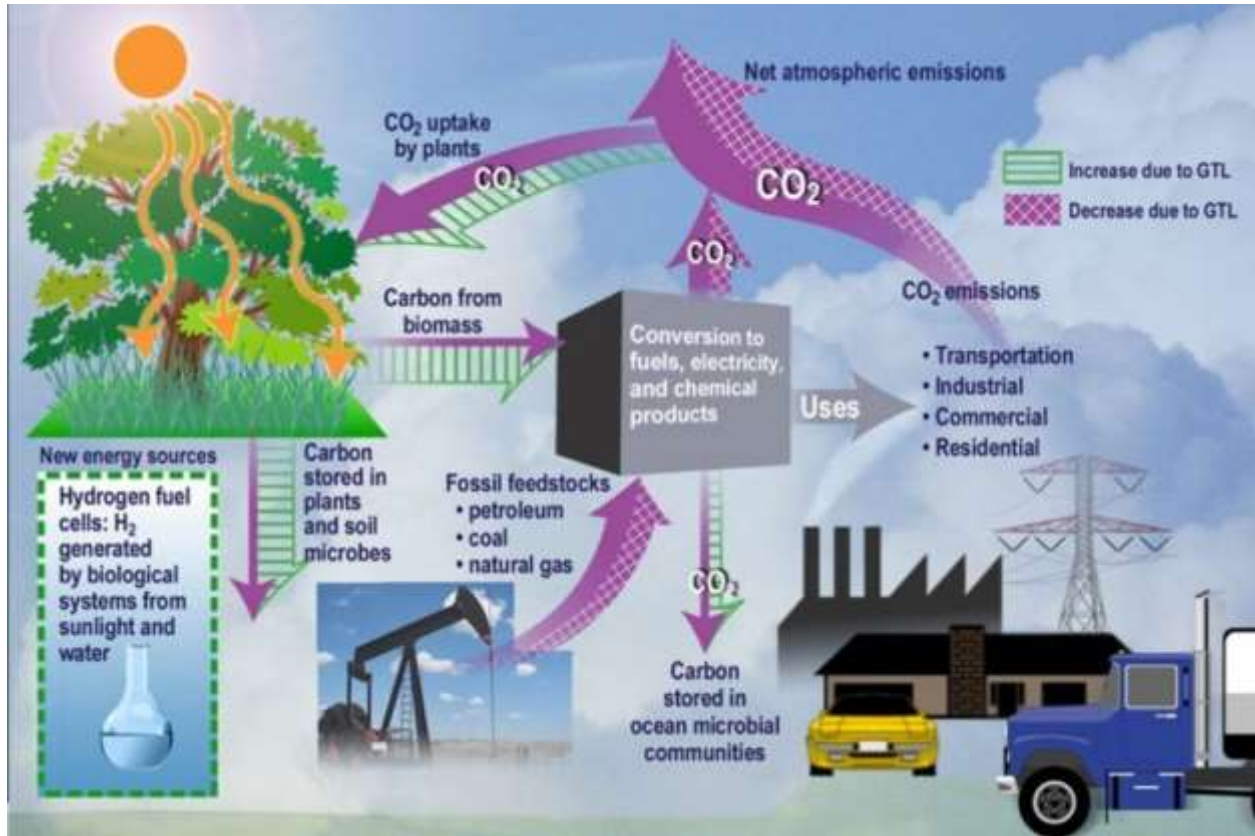 Net atmospheric emissions
CO₂ uptake
by plants
CO₂
CO₂
Increase due to GTL
Decrease due to GTL
CO₂
CO₂ emissions
Carbon from
biomass
Conversion to
fuels, electricity,
and chemical
products
Uses
• Transportation
• Industrial
• Commercial
• Residential
New energy sources
Hydrogen fuel
cells: H₂
generated
by biological
systems from
sunlight and
water
Carbon
stored in
plants
and soil
microbes
Fossil feedstocks
• petroleum
• coal
• natural gas
CO₂
Carbon
stored in
ocean microbial
communities